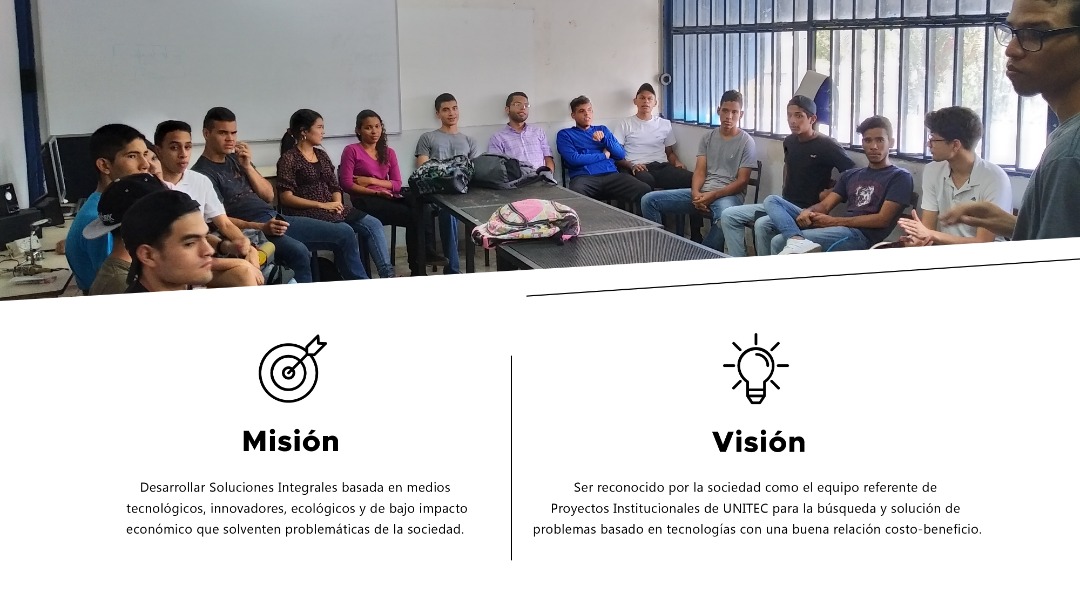 Misión
Desarrollar Soluciones Integrales basada en medios
tecnológicos, innovadores, ecológicos y de bajo impacto
económico que solventen problemáticas de la sociedad.
Visión
Ser reconocido por la sociedad como el equipo referente de
Proyectos Institucionales de UNITEC para la búsqueda y solución de
problemas basado en tecnologías con una buena relación costo-beneficio.